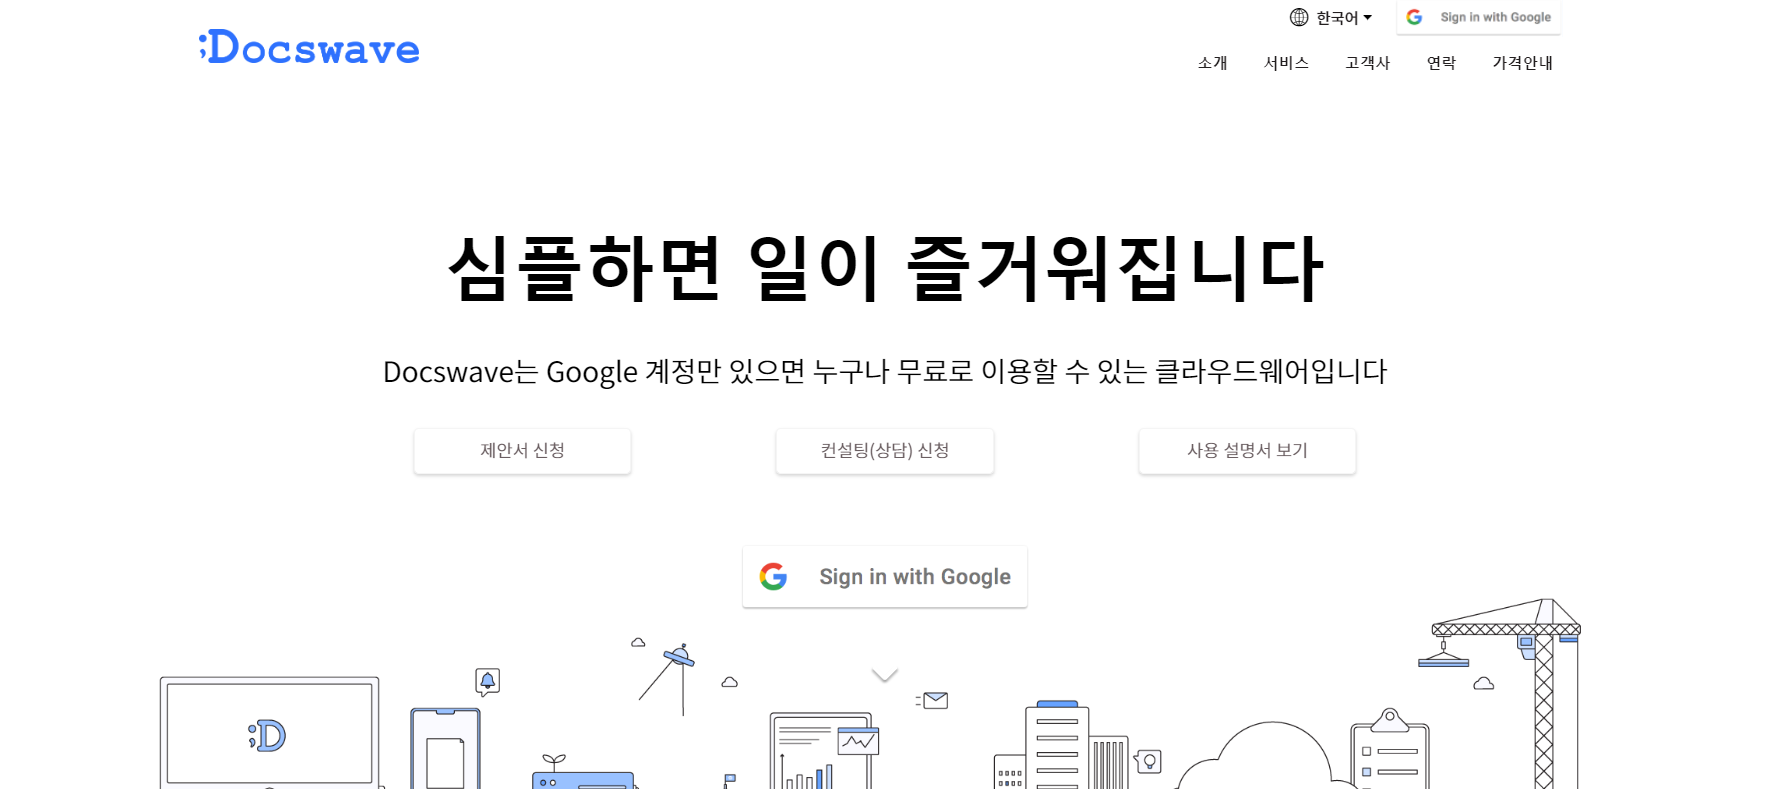 한국어
Sign in with Google
;Docswave
소개 서비스 고객사 연락 가격안내
심플하면 일이 즐거워집니다
Docswave는 Google 계정만 있으면 누구나 무료로 이용할 수 있는 클라우드웨어입니다
제안서 신청
컨설팅(상담) 신청
사용 설명서 보기
Sign in with Google
;D